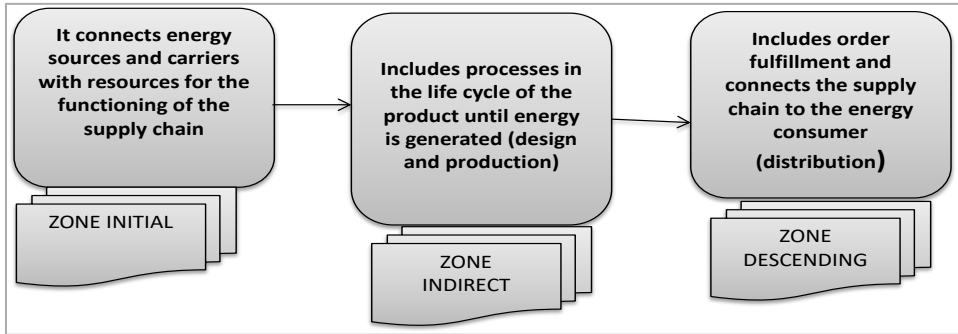 It connects energy
sources and carriers
with resources for the
functioning of the
supply chain
ZONE INITIAL
Includes processes in
the life cycle of the
product until energy
is generated (design
and production)
ZONE
INDIRECT
Includes order
fulfillment and
connects the supply
chain to the energy
consumer
(distribution)
ZONE
DESCENDING